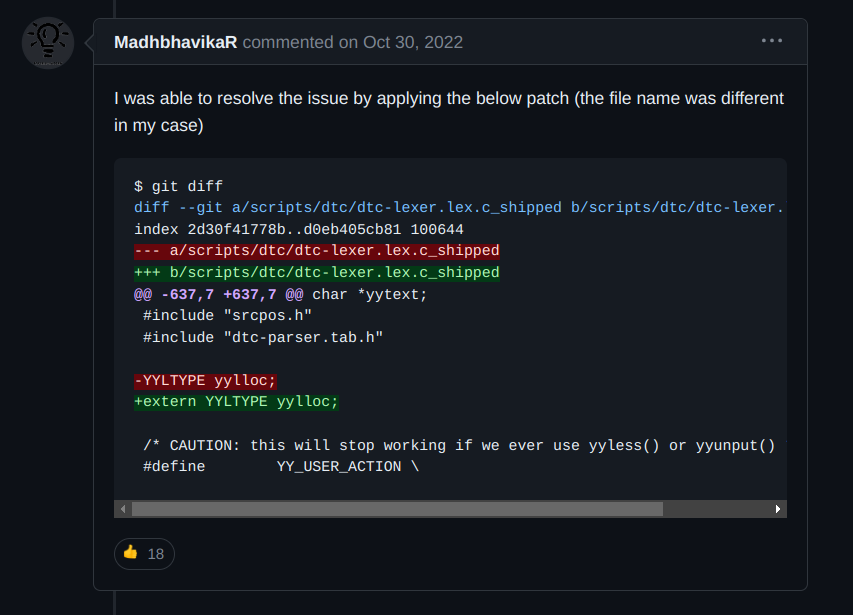 MadhbhavikaR commented on Oct 30, 2022
I was able to resolve the issue by applying the below patch (the file name was different
in my case)
$ git diff
diff --git a/scripts/dtc/dtc-lexer.lex.c_shipped b/scripts/dtc/dtc-lexer.
index 2d30f41778b..d0eb405cb81 100644
--- a/scripts/dtc/dtc-lexer.lex.c_shipped
+++ b/scripts/dtc/dtc-lexer.lex.c_shipped
@@ -637,7 +637,7 @@ char *yytext;
 #include "srcpos.h"
 #include "dtc-parser.tab.h"
-YYLTYPE yylloc;
+extern YYLTYPE yylloc;
 /* CAUTION: this will stop working if we ever use yyless() or yyunput()
 #define        YY_USER_ACTION \
👍 18